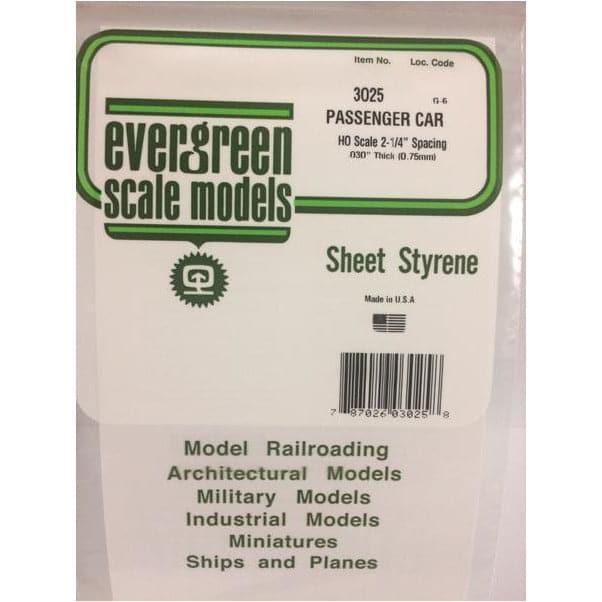 Item No. Loc. Code
3025 G-6
PASSENGER CAR
HO Scale 2-1/4" Spacing
.030" Thick (0.75mm)
evergreen
scale models
Sheet Styrene
Made in U.S.A
7 87026 03025 8
Model Railroading
Architectural Models
Military Models
Industrial Models
Miniatures
Ships and Planes